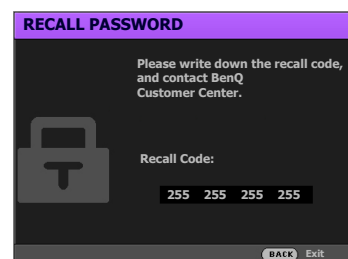 RECALL PASSWORD
Please write down the recall code,
and contact BenQ
Customer Center.
Recall Code:
255 255 255 255
BACK Exit